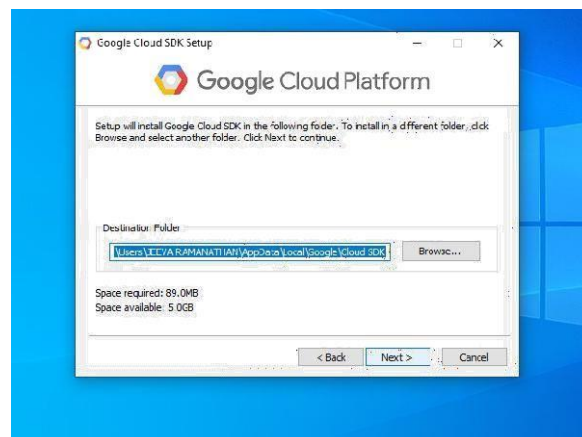 Google Cloud SDK Setup
Google Cloud Platform
Setup will install Google Cloud SDK in the following folder. To install in a different folder, click
Browse and select another folder. Click Next to continue.
Destination Folder
\Users\JEEVA RAMANATHAN\AppData\Local\Google\Cloud SDK
Browse...
Space required: 89.0MB
Space available: 5.0GB
< Back
Next >
Cancel